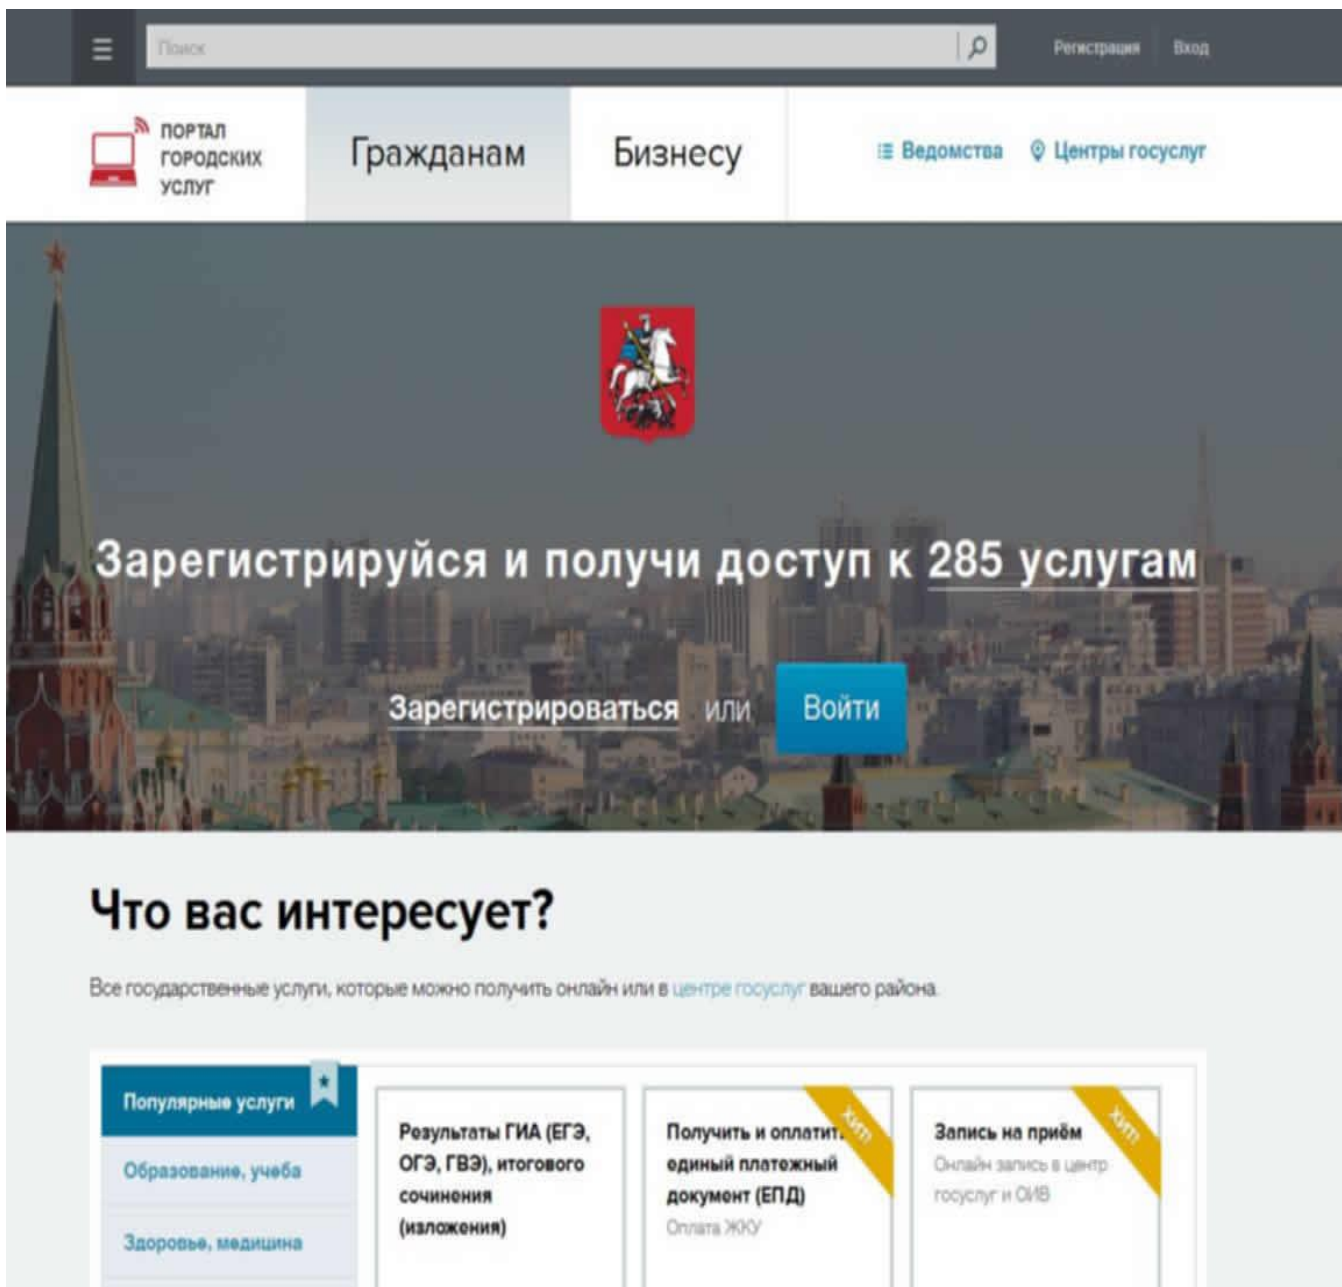 Поиск
Регистрация Вход
ПОРТАЛ
ГОРОДСКИХ
УСЛУГ
Гражданам
Бизнесу
Ведомства
Центры госуслуг
Зарегистрируйся и получи доступ к 285 услугам
Зарегистрироваться или Войти
Что вас интересует?
Все государственные услуги, которые можно получить онлайн или в центре госуслуг вашего района.
Популярные услуги
Образование, учеба
Здоровье, медицина
Результаты ГИА (ЕГЭ,
ОГЭ, ГВЭ), итогового
сочинения
(изложения)
ХИТ!
Получить и оплатить
единый платежный
документ (ЕПД)
Оплата ЖКУ
ХИТ!
Запись на приём
Онлайн запись в центр
госуслуг и ОИВ